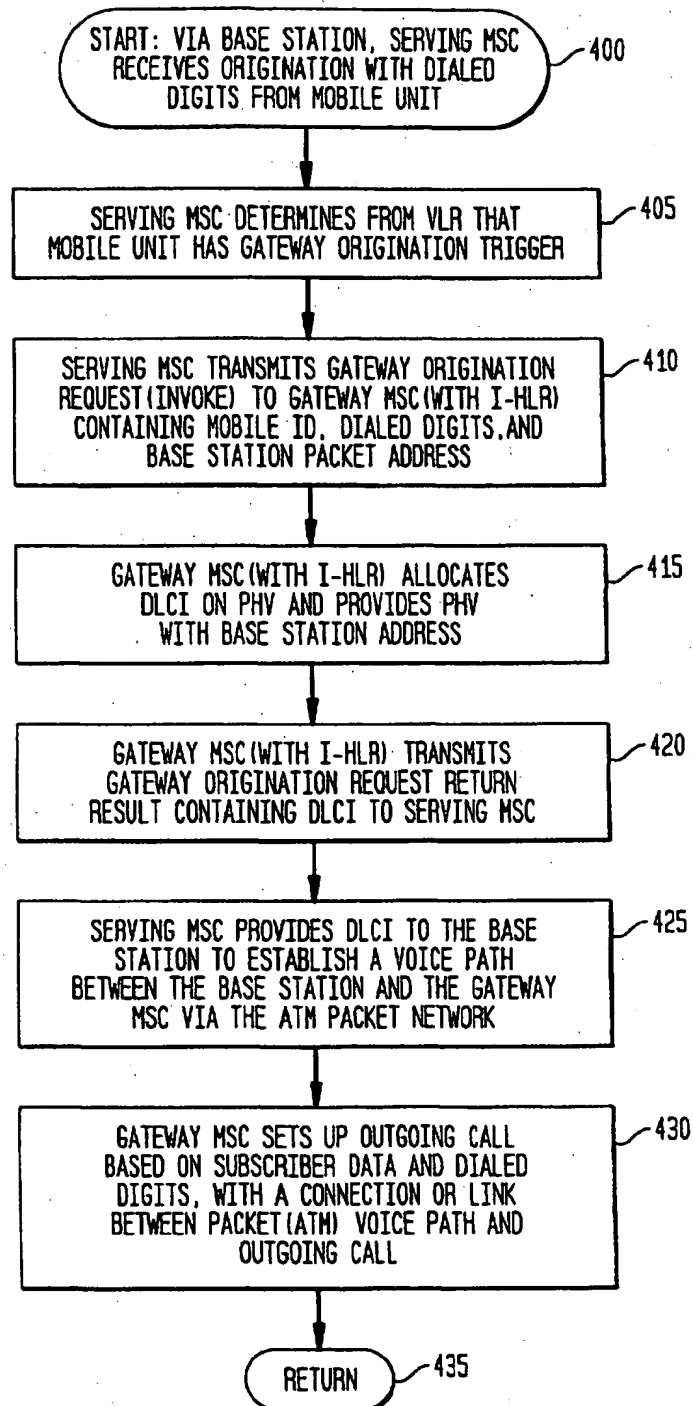 START: VIA BASE STATION, SERVING MSC
RECEIVES ORIGINATION WITH DIALED
DIGITS FROM MOBILE UNIT
400
SERVING MSC DETERMINES FROM VLR THAT
MOBILE UNIT HAS GATEWAY ORIGINATION TRIGGER
405
SERVING MSC TRANSMITS GATEWAY ORIGINATION
REQUEST(INVOKE) TO GATEWAY MSC(WITH I-HLR)
CONTAINING MOBILE ID, DIALED DIGITS,AND
BASE STATION PACKET ADDRESS
410
GATEWAY MSC(WITH I-HLR) ALLOCATES
DLCI ON PHV AND PROVIDES PHV
WITH BASE STATION ADDRESS
415
GATEWAY MSC(WITH I-HLR) TRANSMITS
GATEWAY ORIGINATION REQUEST RETURN
RESULT CONTAINING DLCI TO SERVING MSC
420
SERVING MSC PROVIDES DLCI TO THE BASE
STATION TO ESTABLISH A VOICE PATH
BETWEEN THE BASE STATION AND THE GATEWAY
MSC VIA THE ATM PACKET NETWORK
425
GATEWAY MSC SETS UP OUTGOING CALL
BASED ON SUBSCRIBER DATA AND DIALED
DIGITS, WITH A CONNECTION OR LINK
BETWEEN PACKET(ATM) VOICE PATH AND
OUTGOING CALL
430
RETURN
435